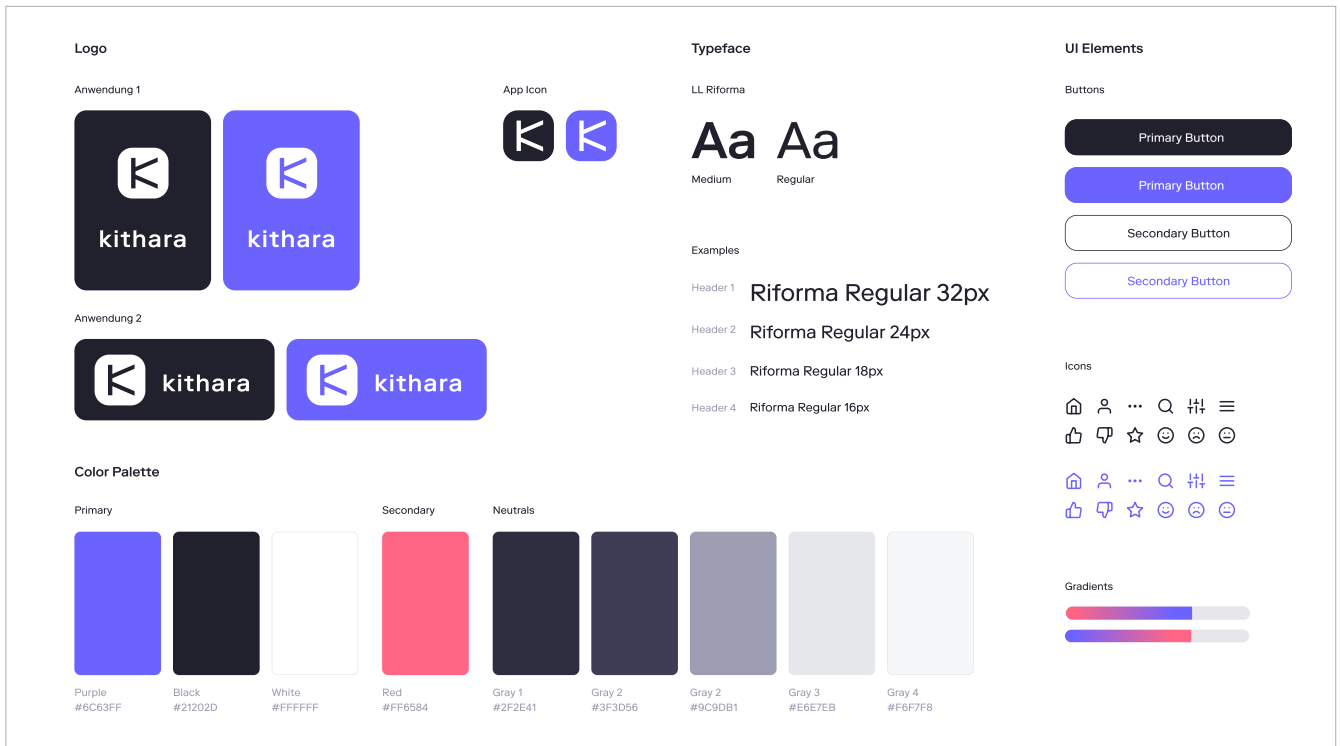 Logo
Anwendung 1
kithara
kithara
App Icon
Anwendung 2
kithara
kithara
Typeface
LL Riforma
Aa Aa
Medium Regular
Examples
Header 1 Riforma Regular 32px
Header 2 Riforma Regular 24px
Header 3 Riforma Regular 18px
Header 4 Riforma Regular 16px
UI Elements
Buttons
Primary Button
Primary Button
Secondary Button
Secondary Button
Icons
Gradients
Color Palette
Primary
Purple
#6C63FF
Black
#21202D
White
#FFFFFF
Secondary
Red
#FF6584
Neutrals
Gray 1
#2F2E41
Gray 2
#3F3D56
Gray 2
#9C9DB1
Gray 3
#E6E7EB
Gray 4
#F6F7F8